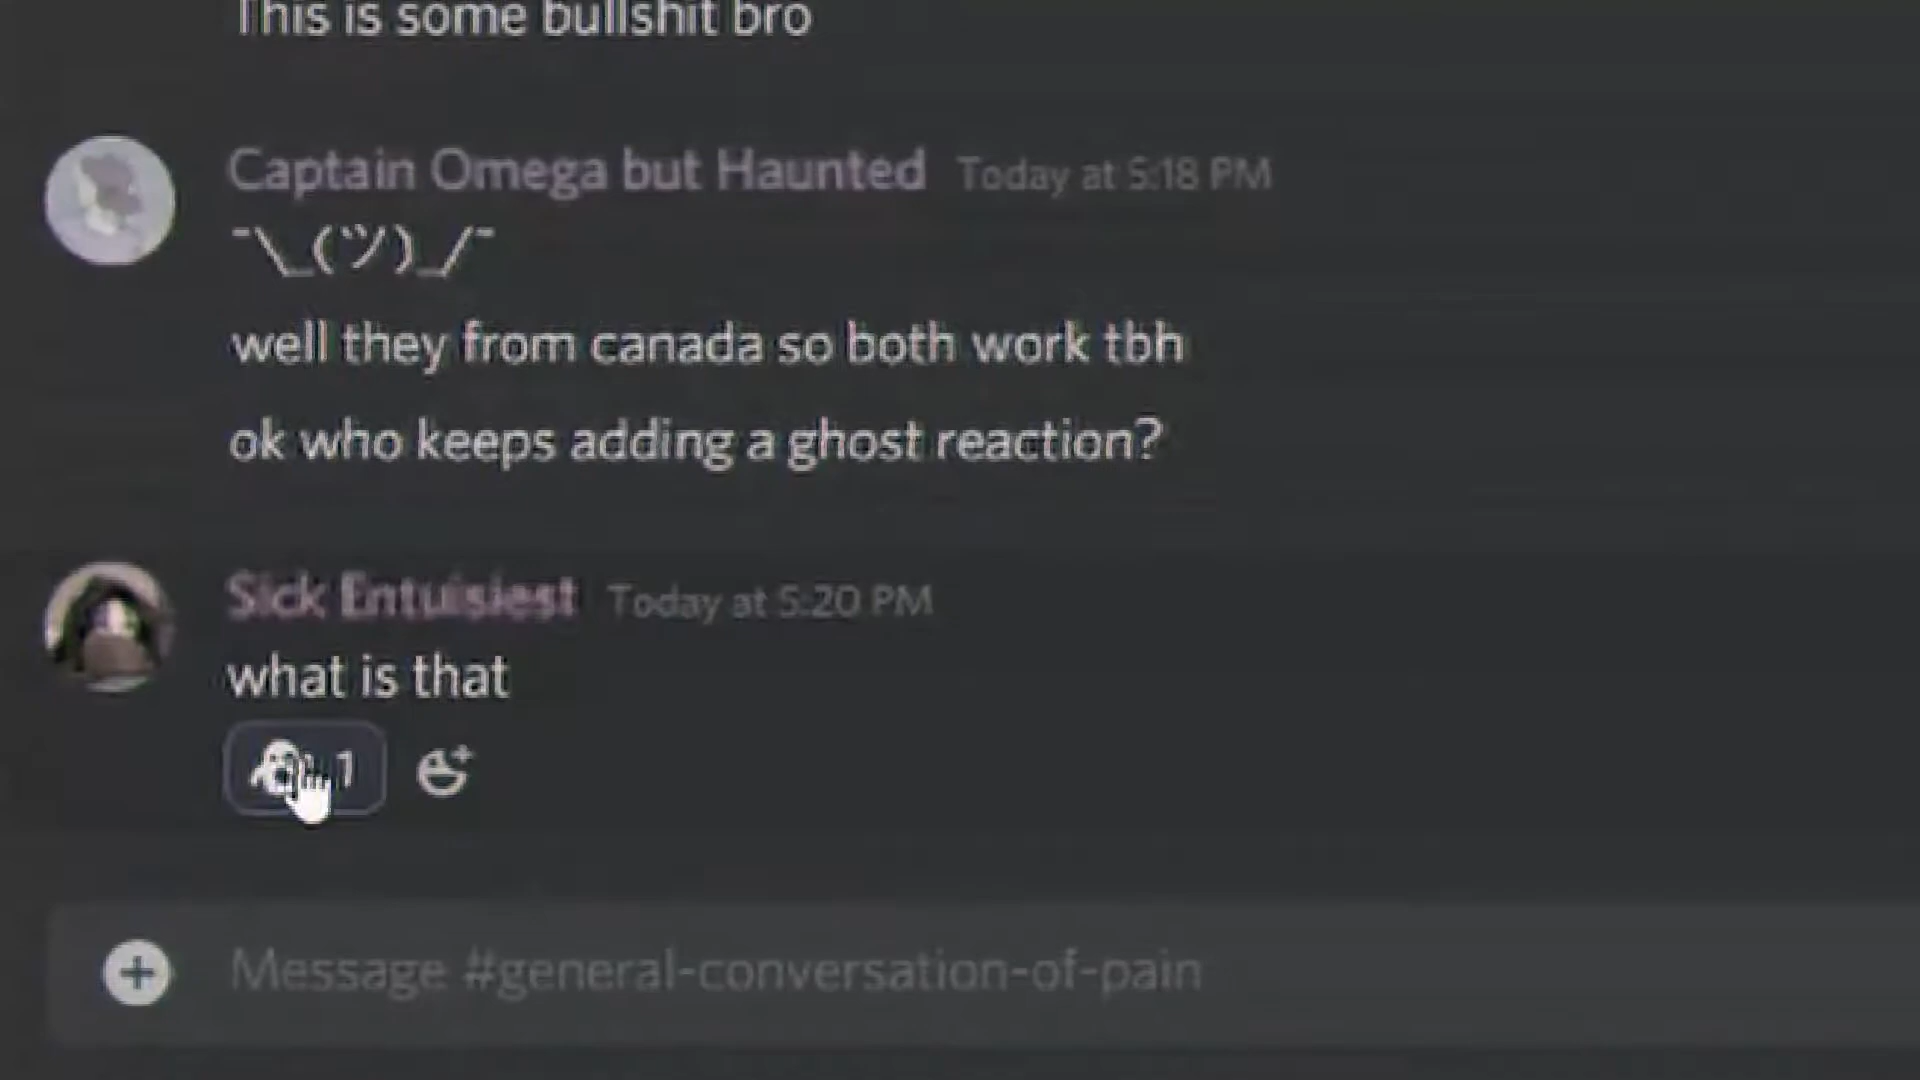 This is some bullshit bro
Captain Omega but Haunted Today at 5:18 PM
¯\_(ツ)_/¯
well they from canada so both work tbh
ok who keeps adding a ghost reaction?
Sick Entuisiest Today at 5:20 PM
what is that
1
Message #general-conversation-of-pain